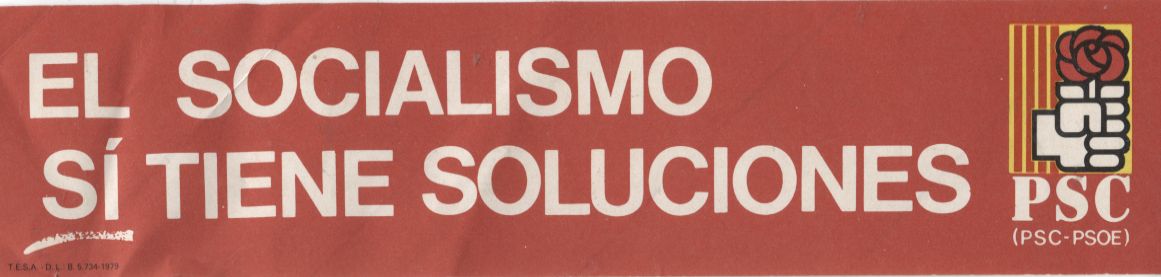 EL SOCIALISMO
SÍ TIENE SOLUCIONES
PSC
(PSC-PSOE)
T.E.S.A. - D.L. B. 5.734-1979